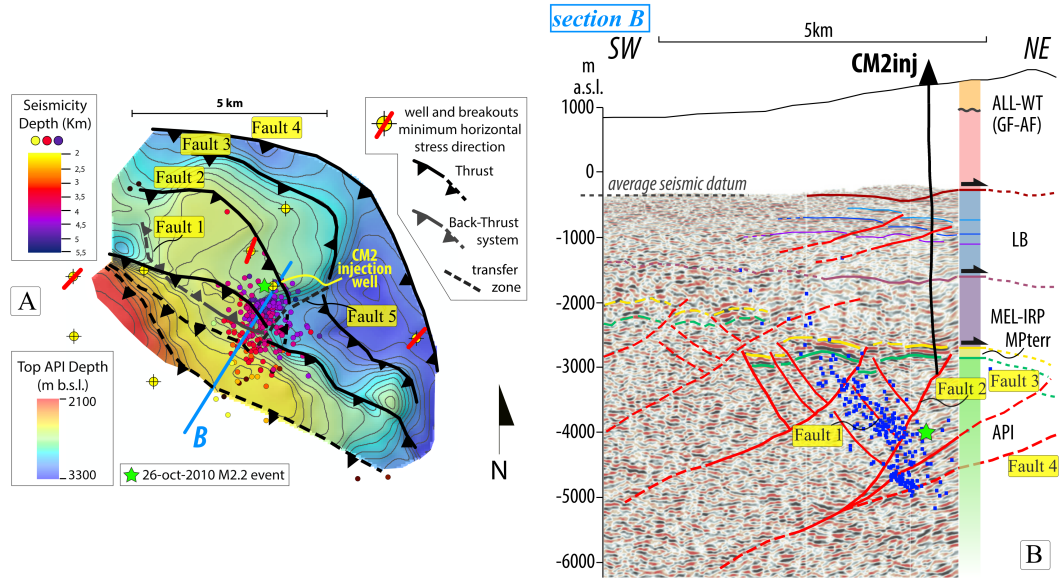 Seismicity
Depth (Km)
2
2,5
3
3,5
4
4,5
5
5,5
5 km
Fault 4
Fault 3
Fault 2
Fault 1
well and breakouts
minimum horizontal
stress direction
Thrust
Back-Thrust
system
transfer
zone
CM2
injection
well
Fault 5
A
Top API Depth
(m b.s.l.)
2100
3300
B
26-oct-2010 M2.2 event
N
section B
SW
5km
NE
CM2inj
m
a.s.l.
1000
0
-1000
-2000
-3000
-4000
-5000
-6000
average seismic datum
ALL-WT
(GF-AF)
LB
MEL-IRP
MPterr
Fault 3
Fault 2
Fault 1
API
Fault 4
B